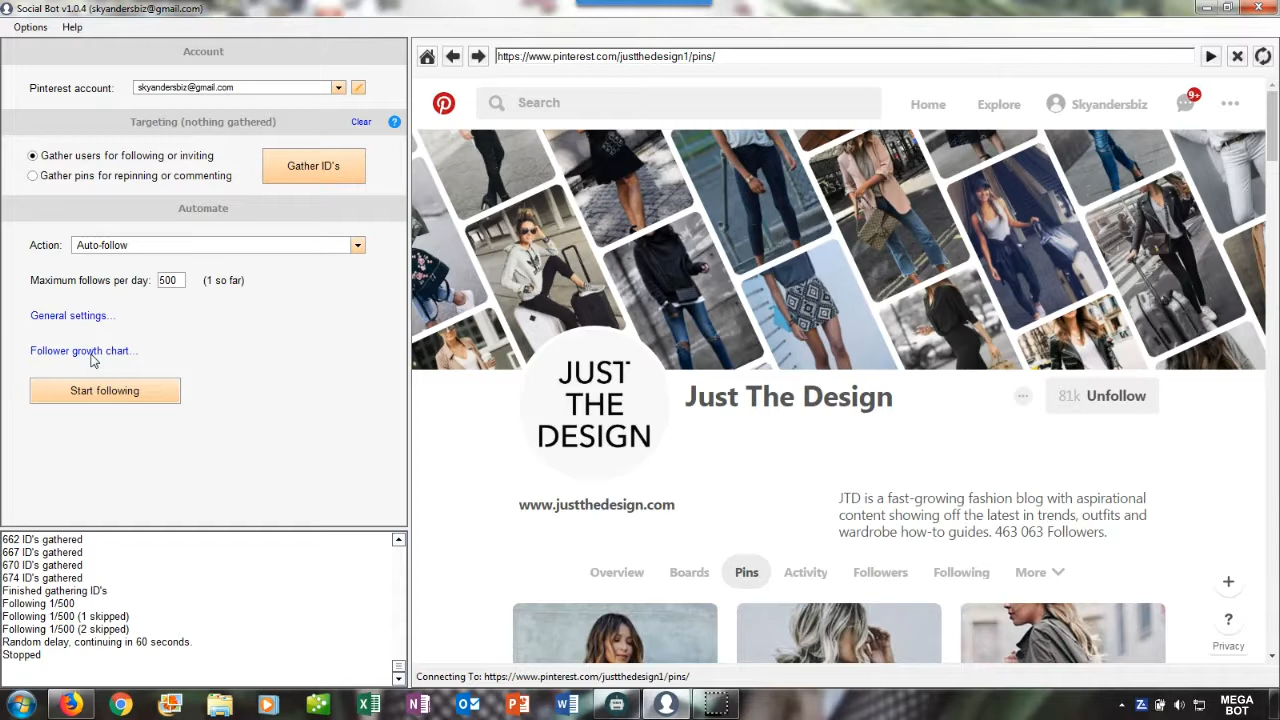 Social Bot v1.0.4 (skyandersbiz@gmail.com)
Options Help
Account
Pinterest account: skyandersbiz@gmail.com
Targeting (nothing gathered) Clear ?
Gather users for following or inviting
Gather pins for repinning or commenting
Gather ID's
Automate
Action: Auto-follow
Maximum follows per day: 500 (1 so far)
General settings...
Follower growth chart...
Start following
662 ID's gathered
667 ID's gathered
670 ID's gathered
674 ID's gathered
Finished gathering ID's
Following 1/500
Following 1/500 (1 skipped)
Following 1/500 (2 skipped)
Random delay, continuing in 60 seconds.
Stopped
https://www.pinterest.com/justthedesign1/pins/
Search
Home Explore Skyandersbiz 9+
JUST
THE
DESIGN
Just The Design
81k Unfollow
www.justthedesign.com
JTD is a fast-growing fashion blog with aspirational
content showing off the latest in trends, outfits and
wardrobe how-to guides. 463 063 Followers.
Overview Boards Pins Activity Followers Following More
+
?
Privacy
Connecting To: https://www.pinterest.com/justthedesign1/pins/
MEGA
BOT